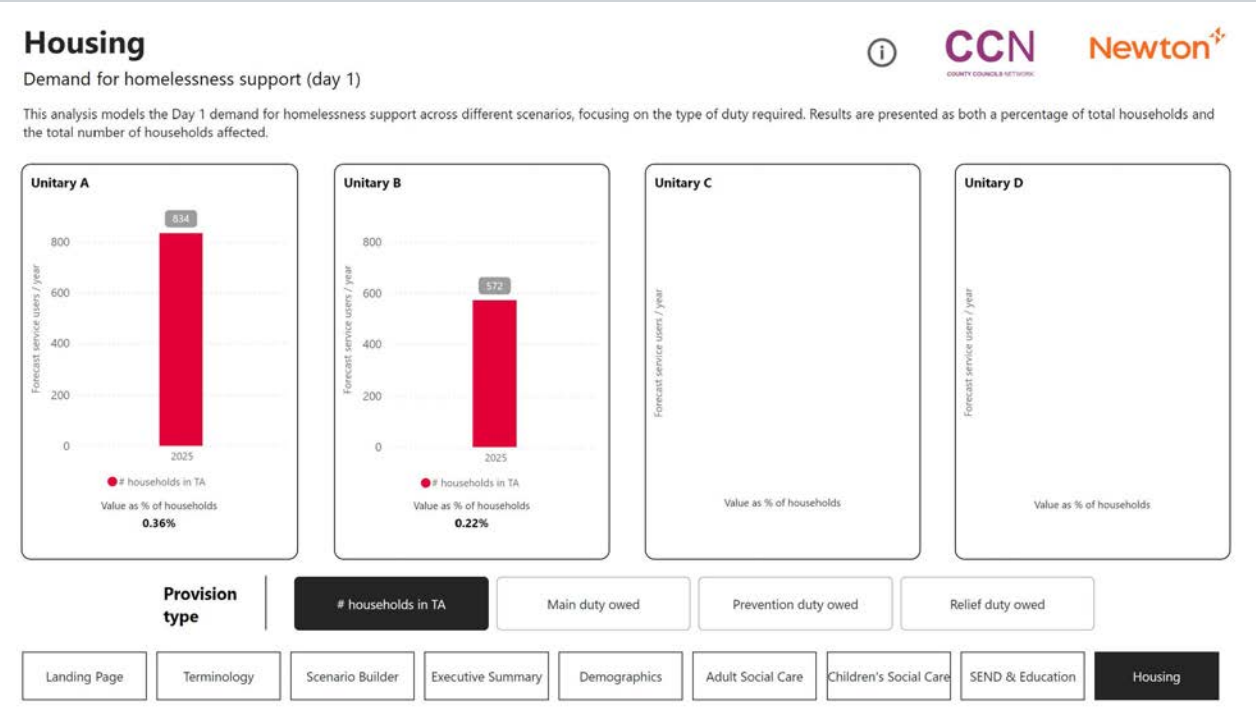 Housing
Demand for homelessness support (day 1)
CCN
COUNTY COUNCILS NETWORK
Newton
This analysis models the Day 1 demand for homelessness support across different scenarios, focusing on the type of duty required. Results are presented as both a percentage of total households and
the total number of households affected.
Unitary A
834
800
600
400
200
0
Forecast service users / year
2025
# households in TA
Value as % of households
0.36%
Unitary B
572
800
600
400
200
0
Forecast service users / year
2025
# households in TA
Value as % of households
0.22%
Unitary C
Forecast service users / year
Value as % of households
Unitary D
Forecast service users / year
Value as % of households
Provision
type
# households in TA
Main duty owed
Prevention duty owed
Relief duty owed
Landing Page
Terminology
Scenario Builder
Executive Summary
Demographics
Adult Social Care
Children's Social Care
SEND & Education
Housing